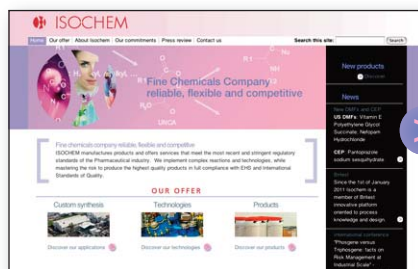 ISOCHEM
Home Our offer About Isochem Our commitments Press review Contact us Search this site: Search
Fine Chemicals Company
reliable, flexible and competitive
UNCA
Fine chemicals company reliable, flexible and competitive
ISOCHEM manufactures products and offers services that meet the most recent and stringent regulatory
standards of the Pharmaceutical industry. We implement complex reactions and technologies, while
mastering the risk to produce the highest quality products in full compliance with EHS and International
Standards of Quality.
OUR OFFER
Custom synthesis Technologies Products
Discover our applications Discover our technologies Discover our products
New products
Discover
News
New DMFs and CEP
US DMFs: Vitamin E
Polyethylene Glycol
Succinate, Nefopam
Hydrochloride
CEP: Pantoprazole
sodium sesquihydrate
Britest
Since the 1st of January
2011 Isochem is a
member of Britest
innovative platform
oriented to process
knowledge and design
International conference
"Phosgene versus
Triphosgene: facts on
Risk Management at
Industrial Scale" -